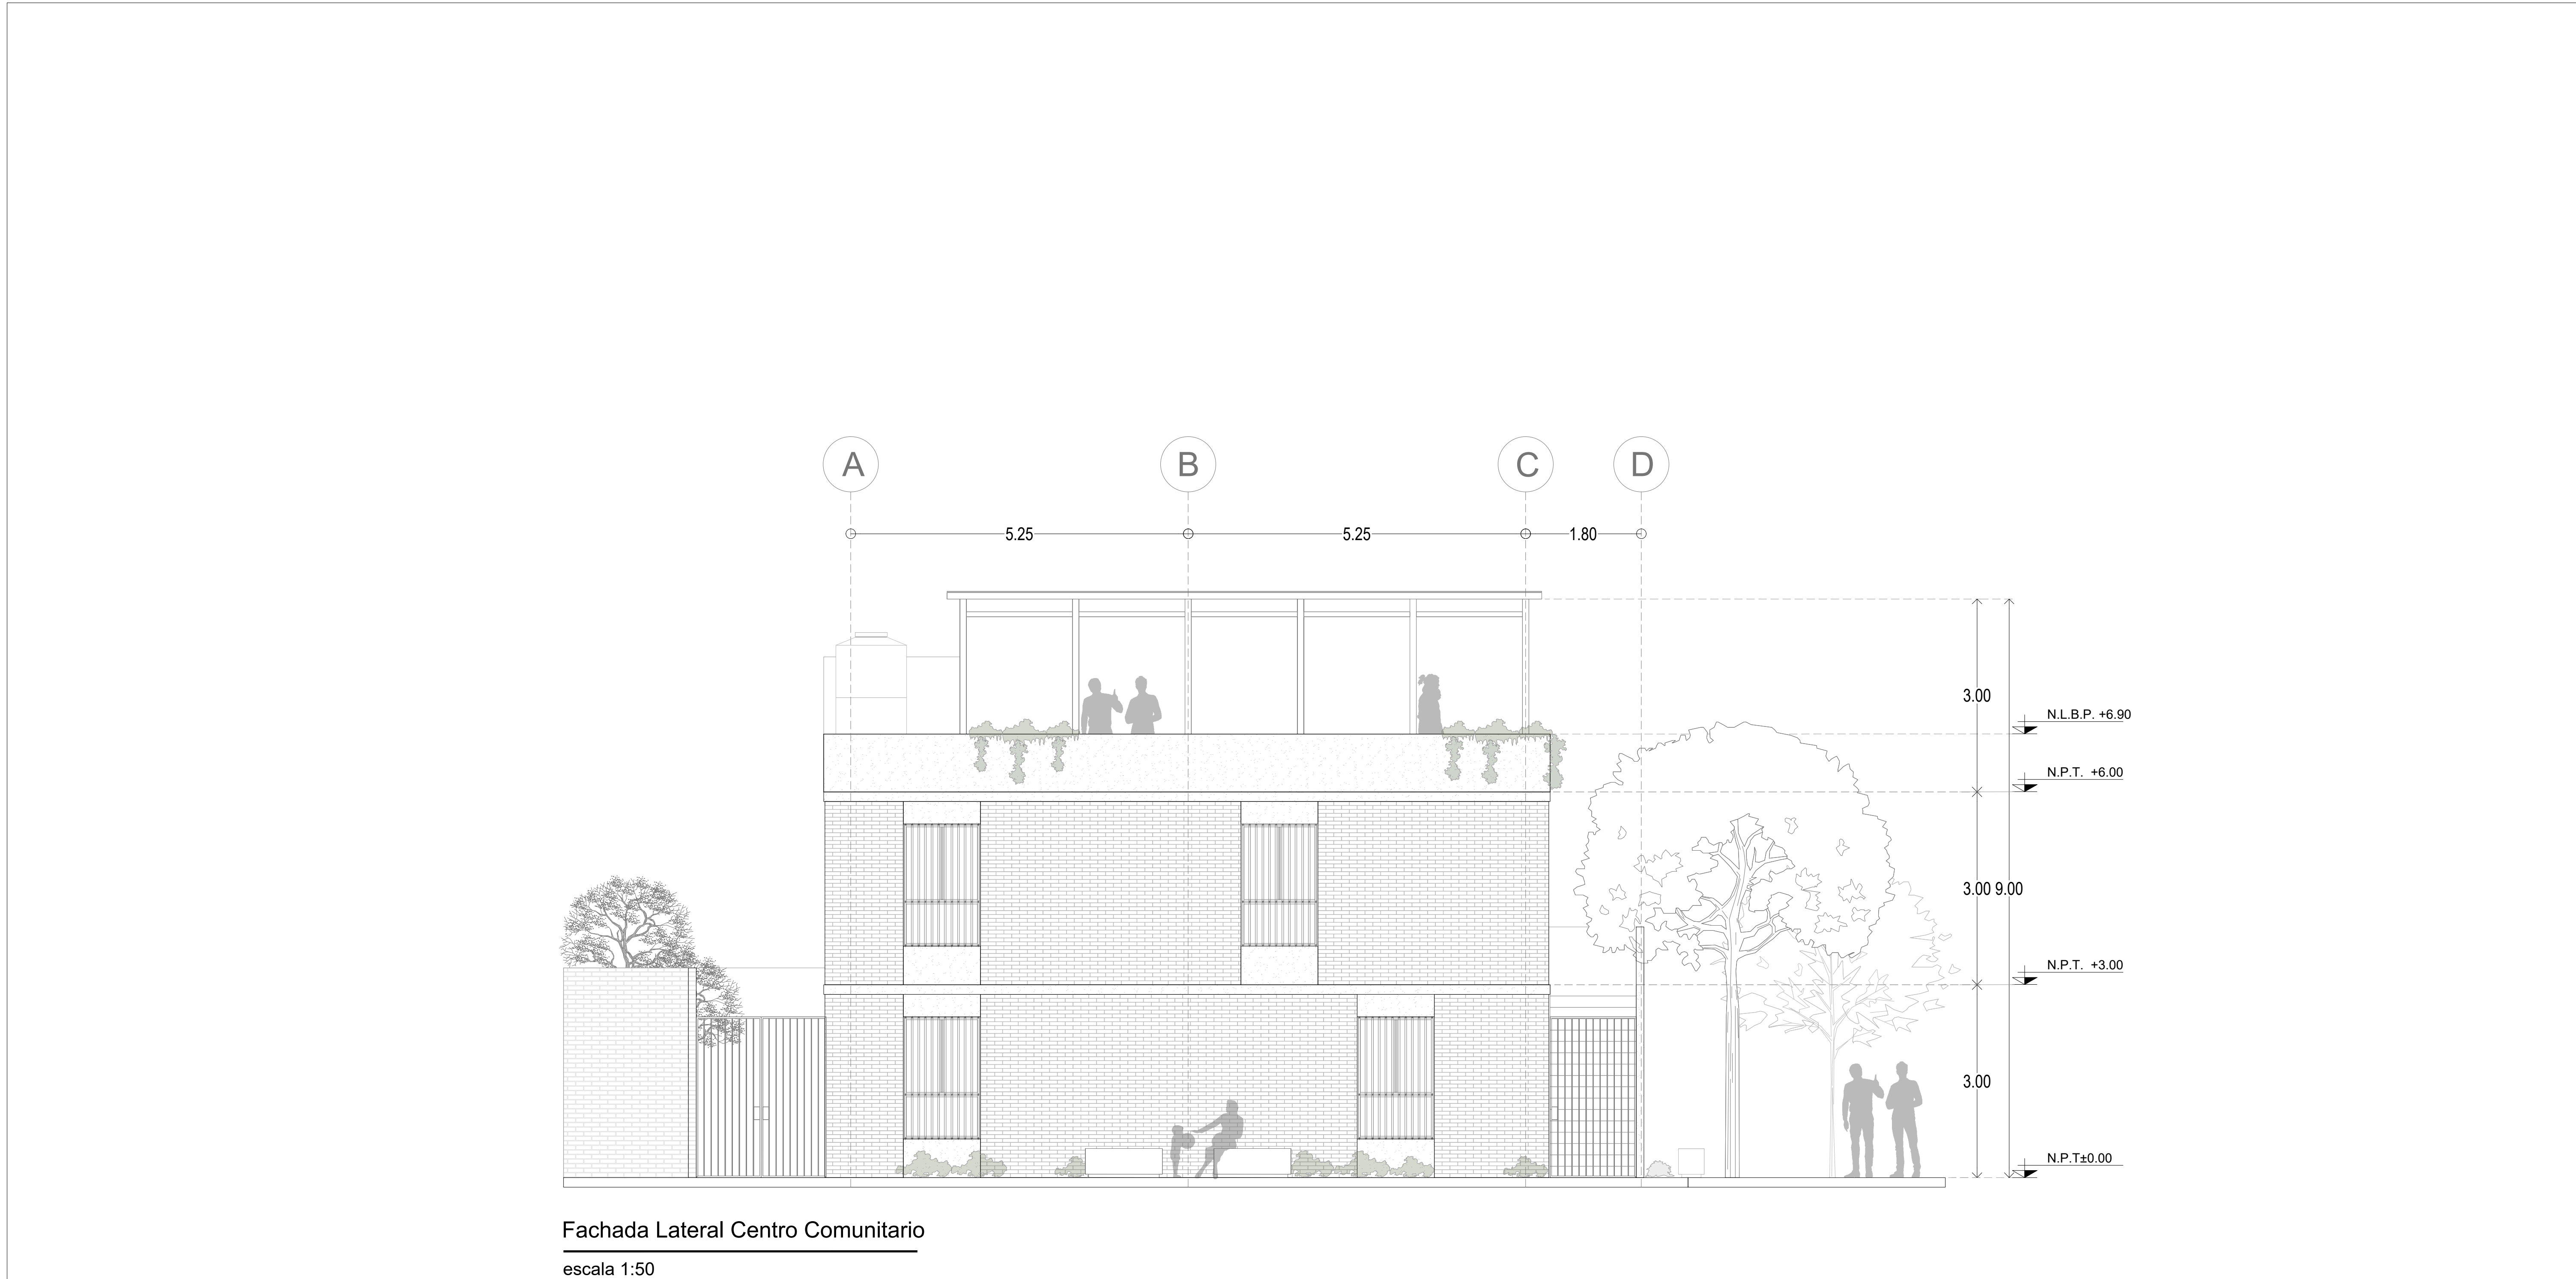 A B C D
5.25 5.25 1.80
3.00
N.L.B.P. +6.90
N.P.T. +6.00
3.00 9.00
N.P.T. +3.00
3.00
N.P.T±0.00
Fachada Lateral Centro Comunitario
escala 1:50